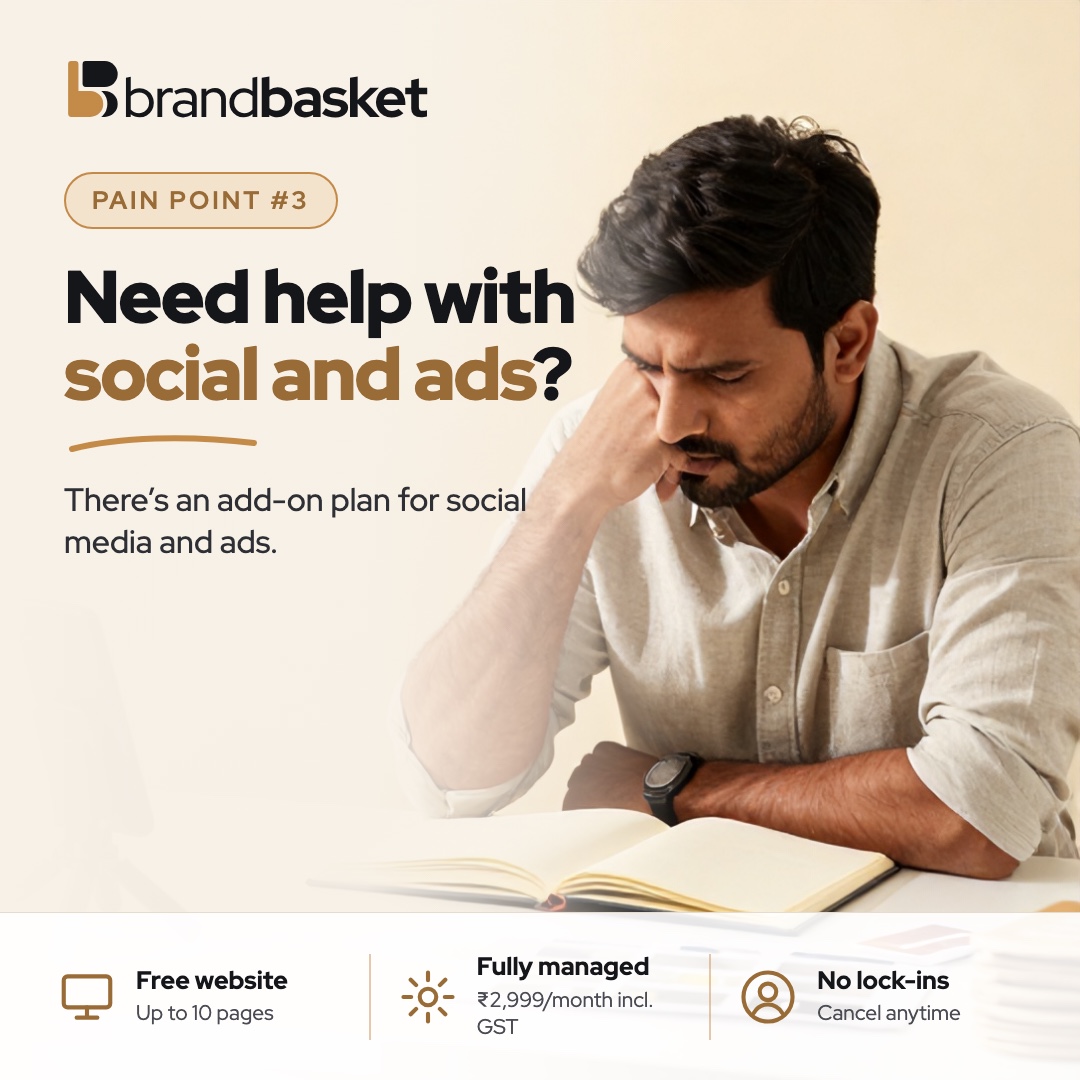 brandbasket
PAIN POINT #3
Need help with
social and ads?
There's an add-on plan for social
media and ads.
Free website
Up to 10 pages
Fully managed
₹2,999/month incl.
GST
No lock-ins
Cancel anytime